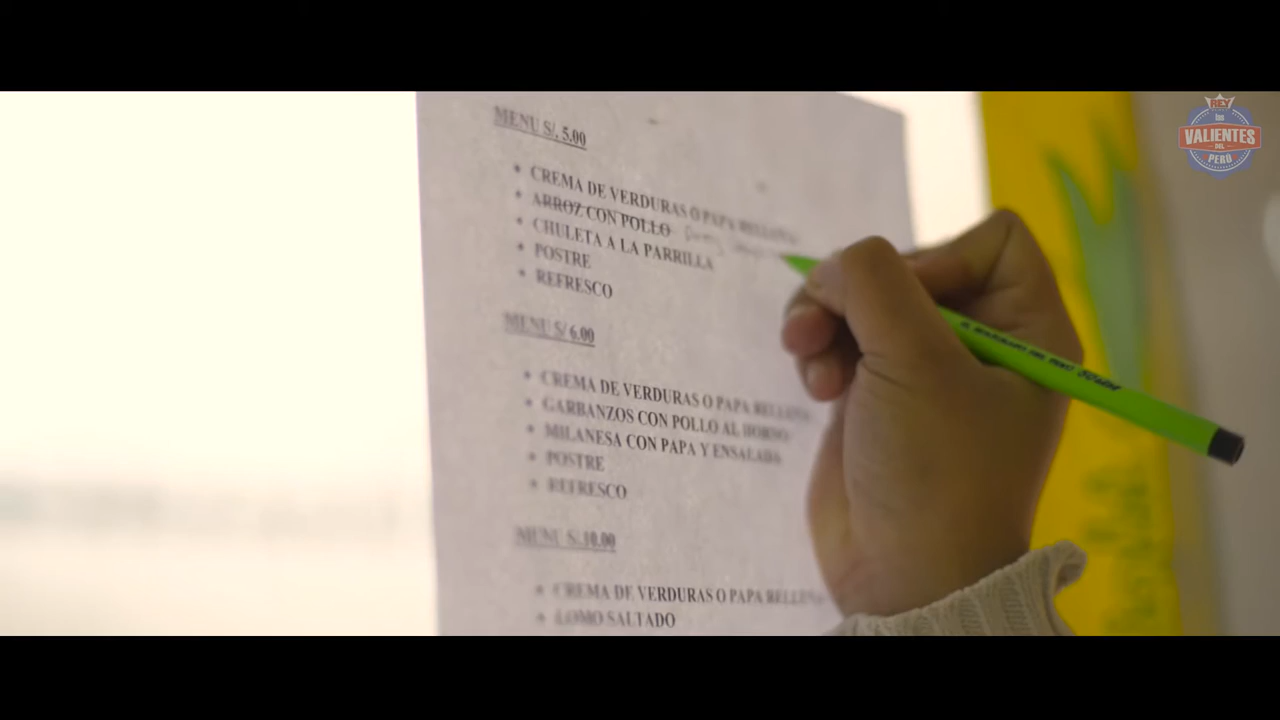 REY
los
VALIENTES
DEL
PERÚ
MENU S/. 5.00
CREMA DE VERDURAS O PAPA RELLENA
ARROZ CON POLLO
CHULETA A LA PARRILLA
POSTRE
REFRESCO
MENU S/ 6.00
CREMA DE VERDURAS O PAPA RELLENA
GARBANZOS CON POLLO AL HORNO
MILANESA CON PAPA Y ENSALADA
POSTRE
REFRESCO
MENU S/. 10.00
CREMA DE VERDURAS O PAPA RELLENA
LOMO SALTADO